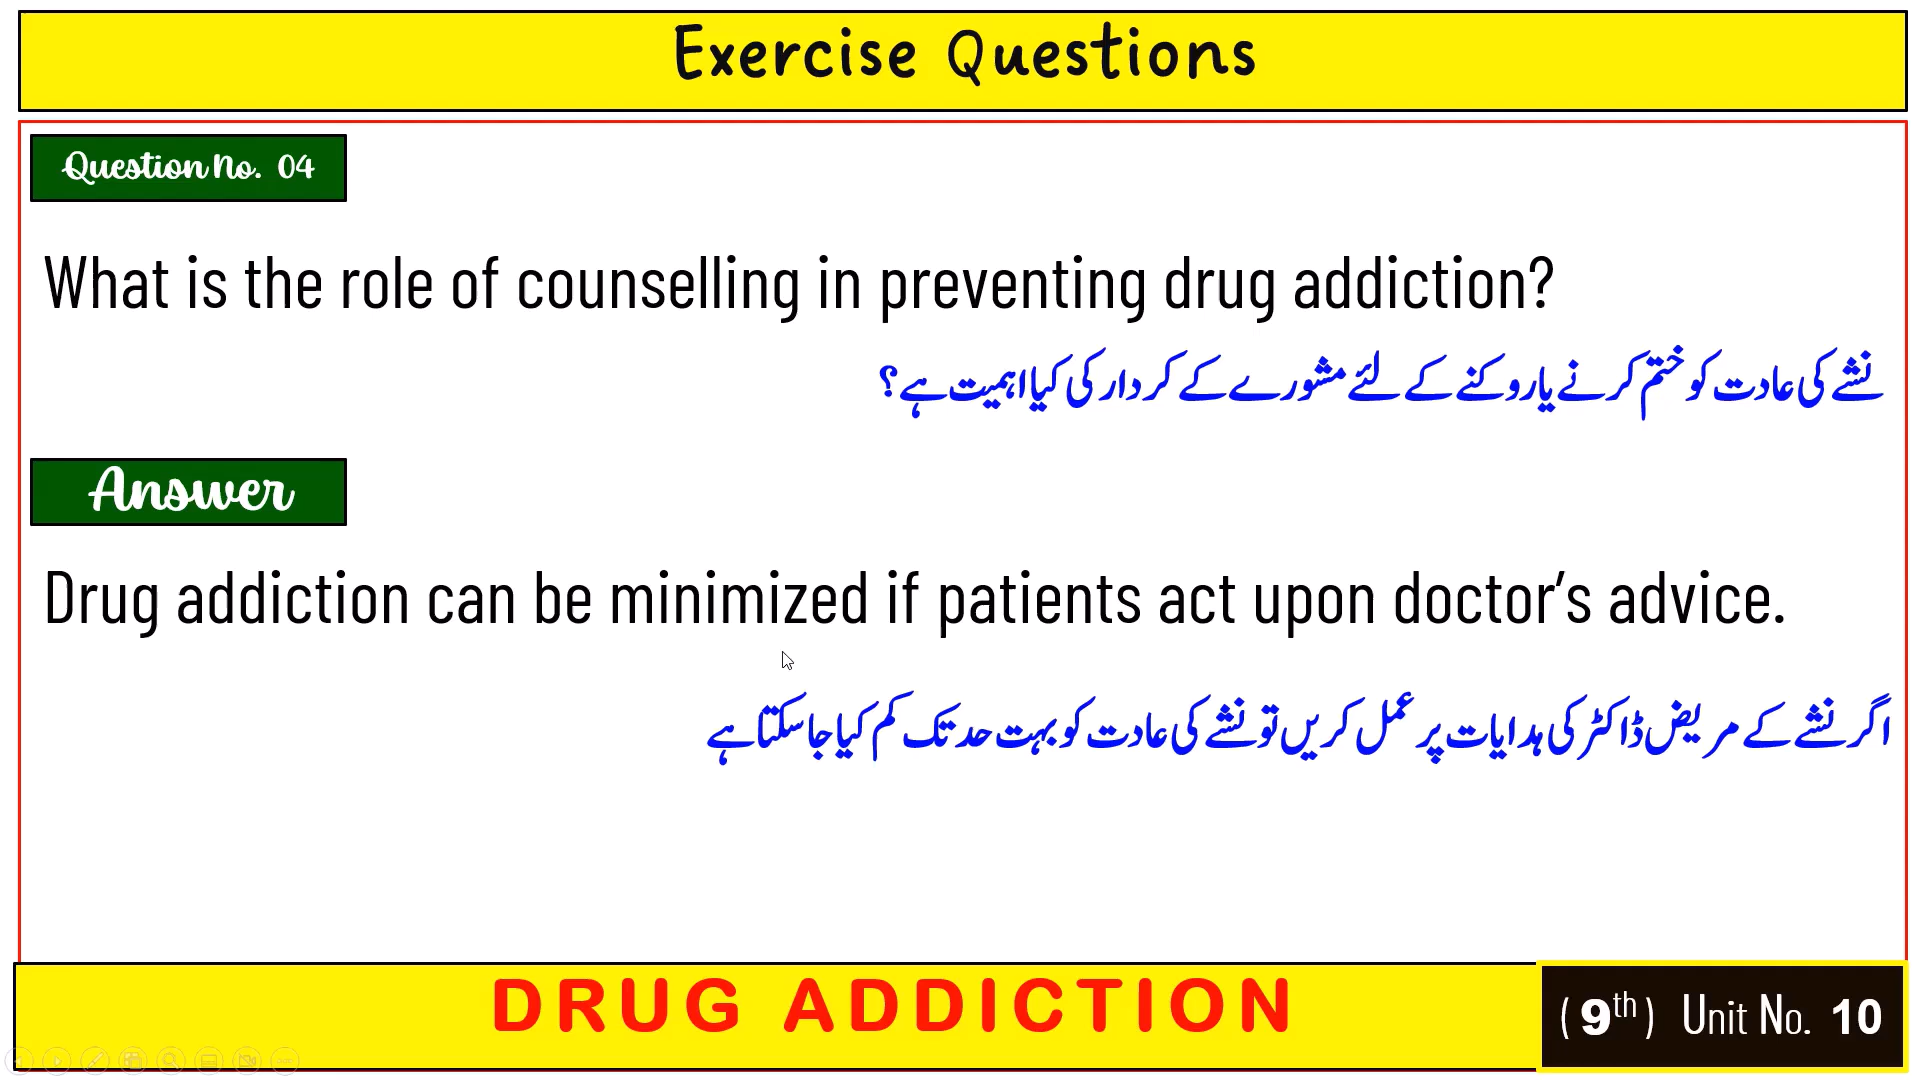 Exercise Questions
Question No. 04
What is the role of counselling in preventing drug addiction?
نشے کی عادت کو ختم کرنے یا روکنے کے لئے مشورے کے کردار کی کیا اہمیت ہے؟
Answer
Drug addiction can be minimized if patients act upon doctor’s advice.
اگر نشے کے مریض ڈاکٹر کی ہدایات پر عمل کریں تو نشے کی عادت کو بہت حد تک کم کیا جا سکتا ہے
DRUG ADDICTION
(9th) Unit No. 10